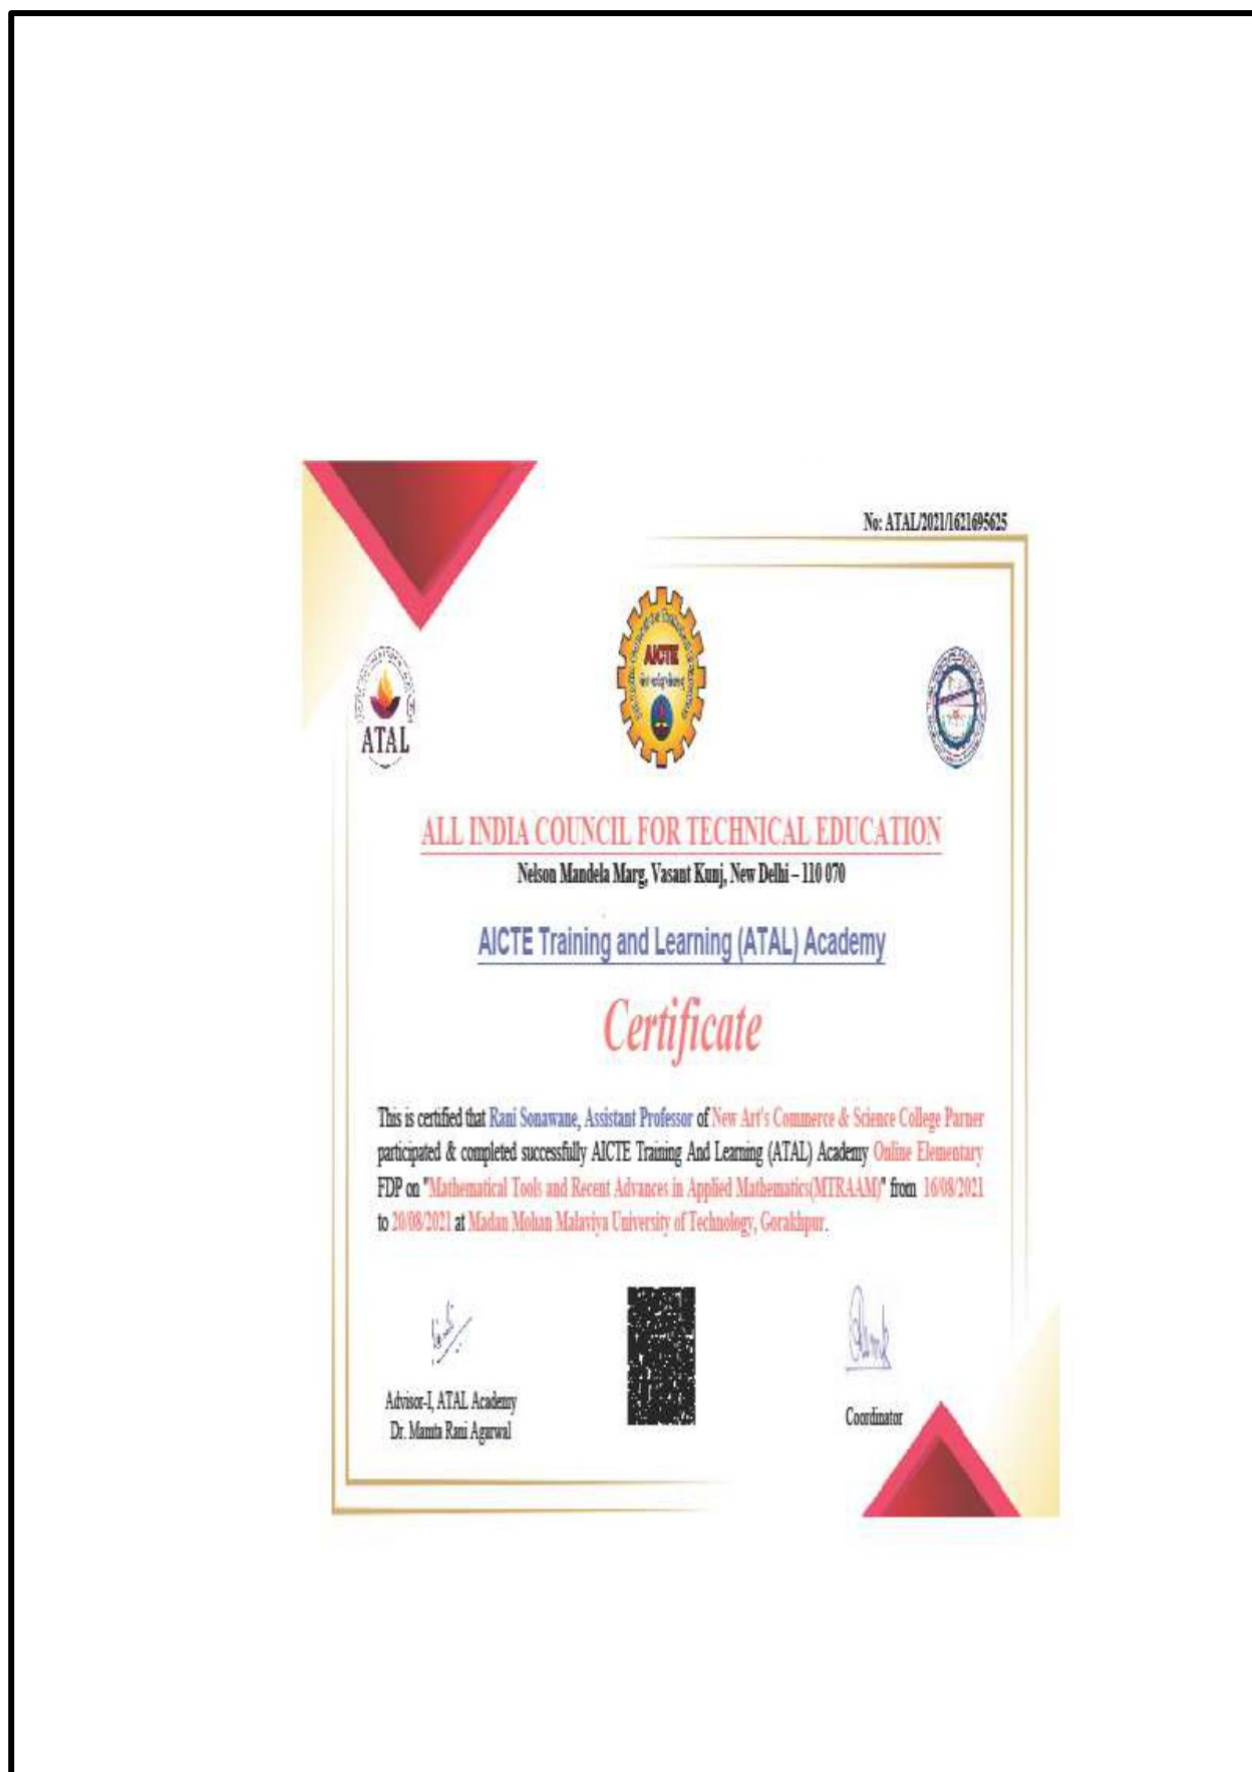 No: ATAL/2021/1621695625
AICTE
ATAL
ALL INDIA COUNCIL FOR TECHNICAL EDUCATION
Nelson Mandela Marg, Vasant Kunj, New Delhi – 110 070
AICTE Training and Learning (ATAL) Academy
Certificate
This is certified that Rani Sonawane, Assistant Professor of New Art's Commerce & Science College Parner
participated & completed successfully AICTE Training And Learning (ATAL) Academy Online Elementary
FDP on "Mathematical Tools and Recent Advances in Applied Mathematics(MTRAAM)" from 16/08/2021
to 20/08/2021 at Madan Mohan Malaviya University of Technology, Gorakhpur.
Advisor-I, ATAL Academy
Dr. Mamta Rani Agarwal
Coordinator